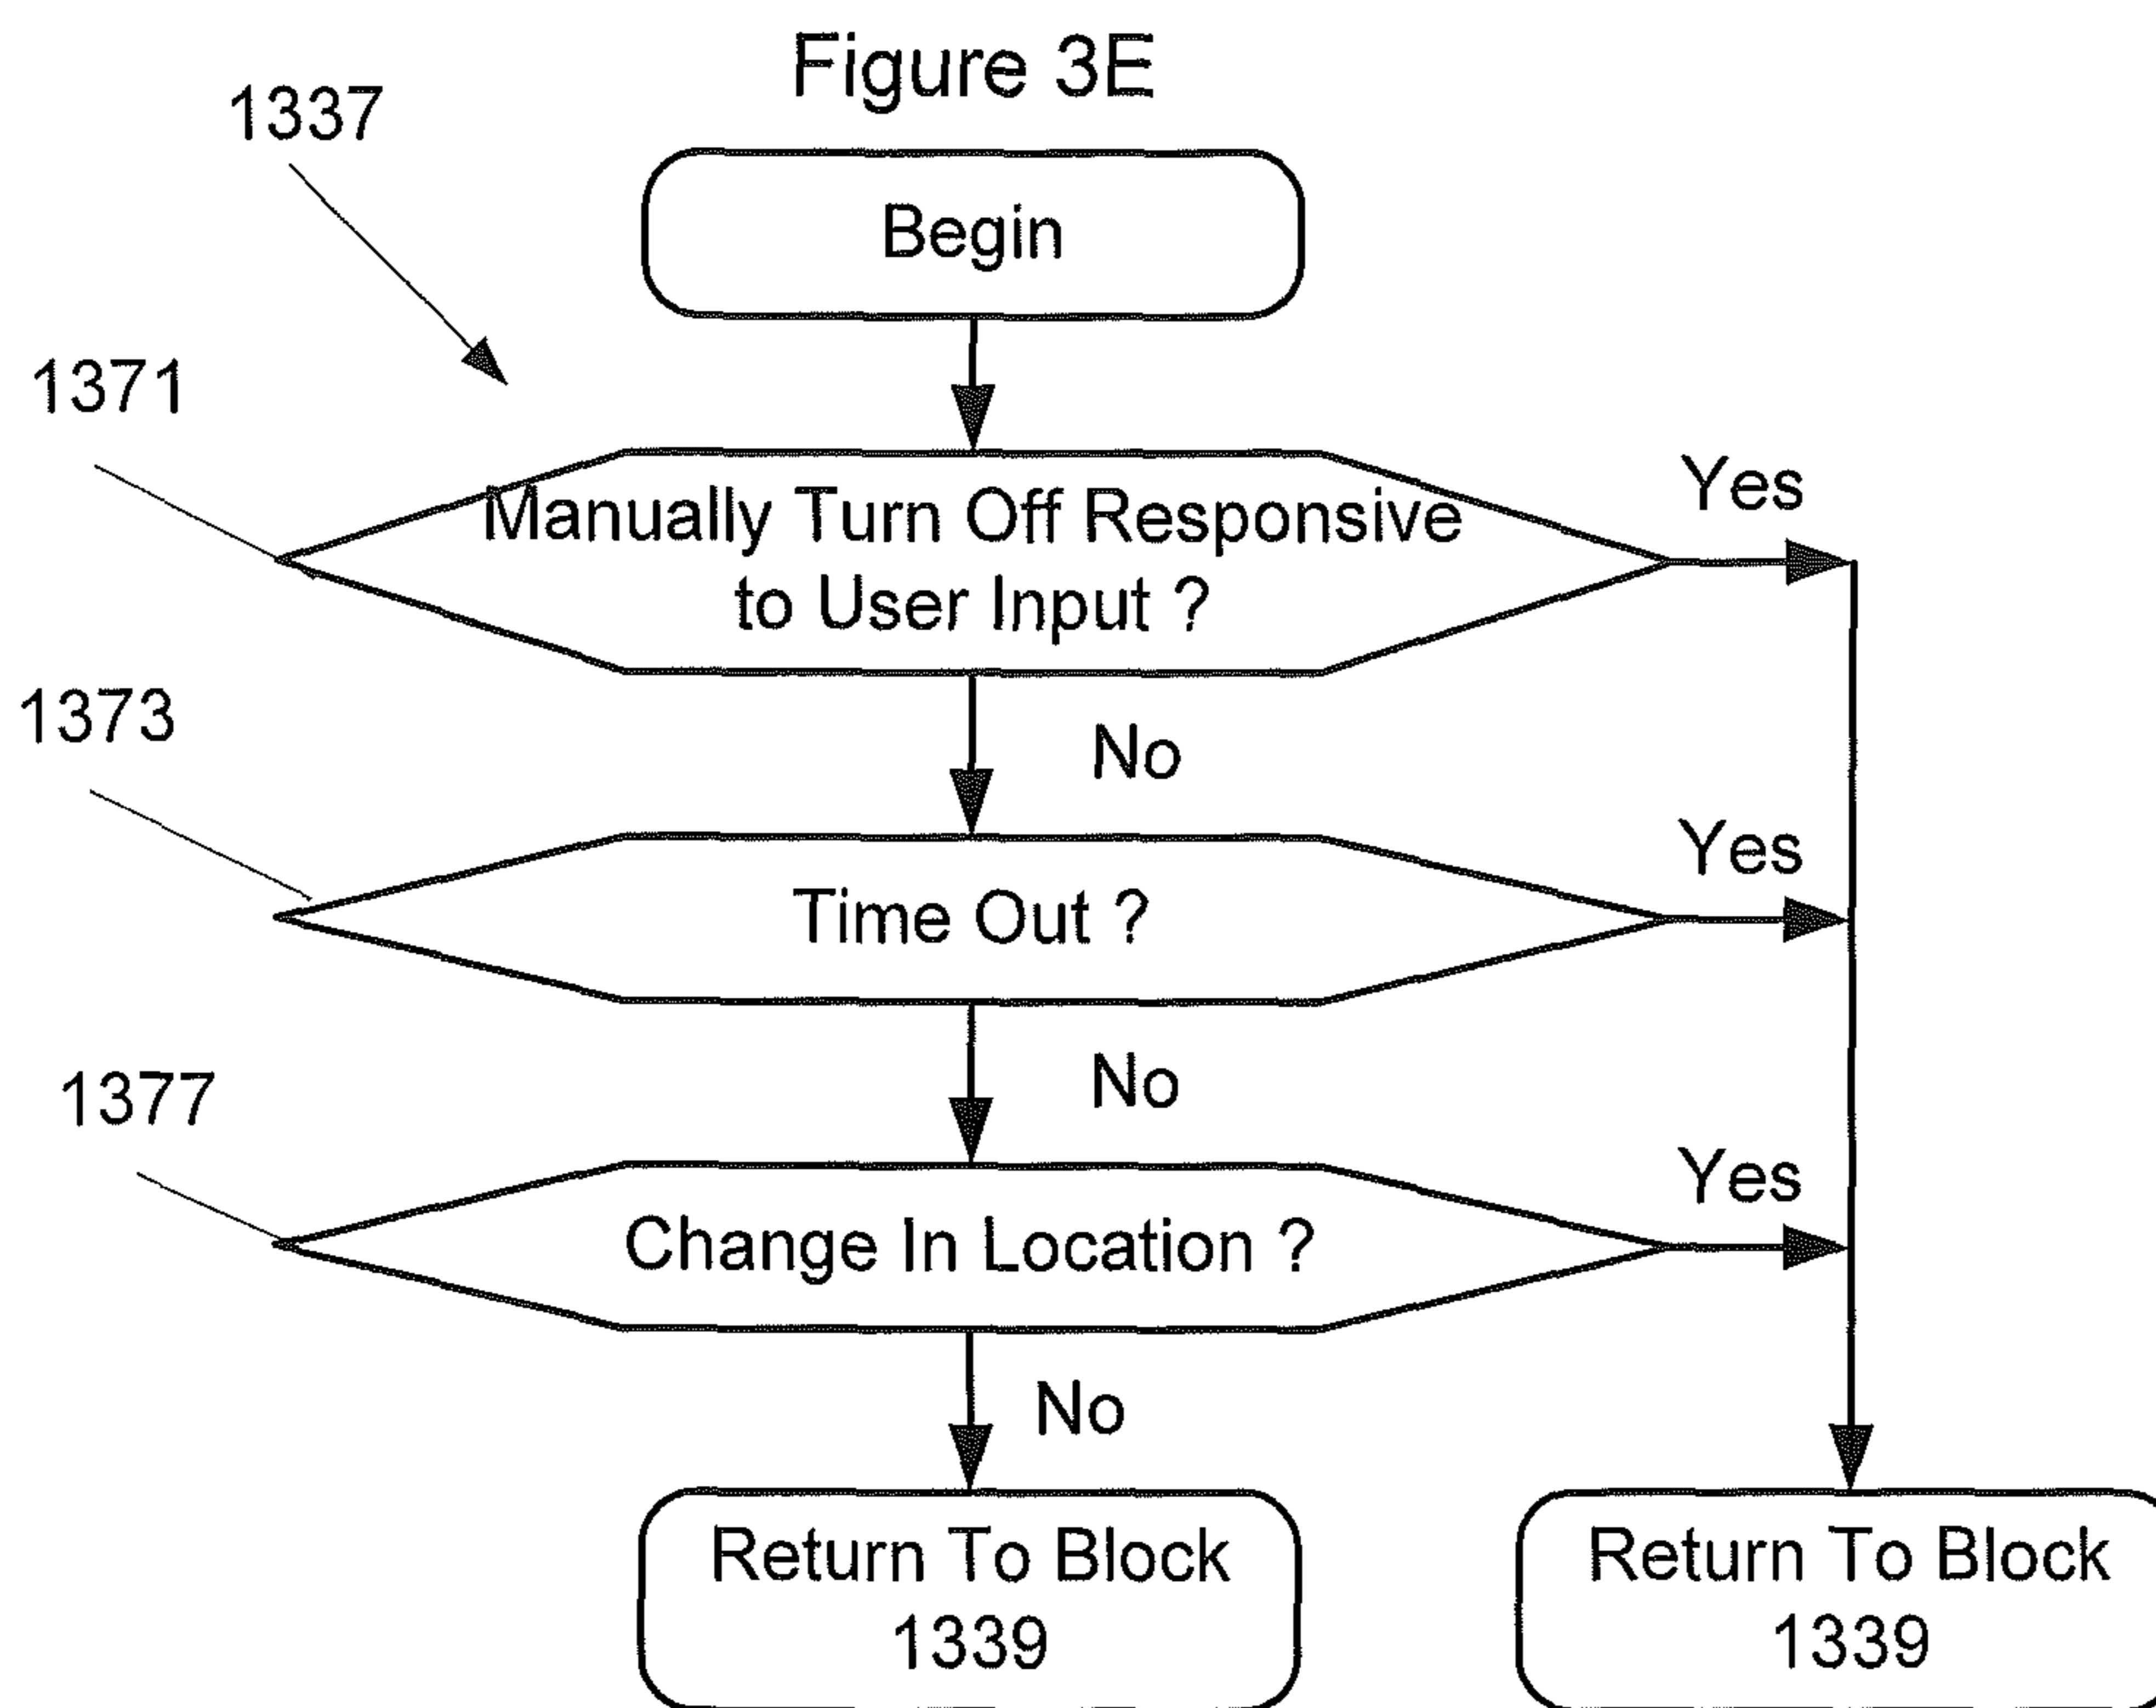 Figure 3E
1337
Begin
1371
Manually Turn Off Responsive
to User Input ?
Yes
1373
No
Time Out ?
Yes
1377
No
Change In Location ?
Yes
No
Return To Block
1339
Return To Block
1339